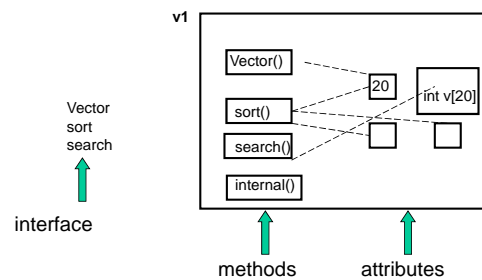 v1
Vector()
20
int v[20]
Vector
sort
search
sort()
search()
internal()
interface
methods
attributes